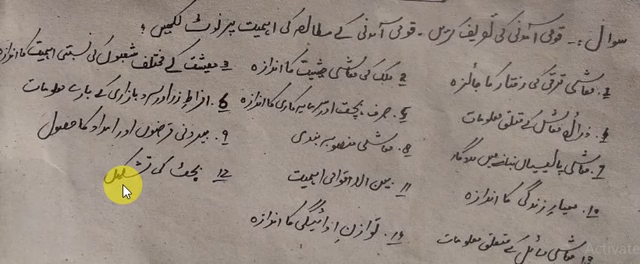 سوال:۔ قومی آمدنی کی تعریف کریں۔ قومی آمدنی کے مطالعہ کی اہمیت پر نوٹ لکھیں؟
1. معاشی ترقی کی رفتار کا جائزہ 2. ملک کی معاشی حیثیت کا اندازہ 3. معیشت کے مختلف شعبوں کی نسبتی اہمیت کا اندازہ
4. ذرائع معاش کے متعلق معلومات 5. صرف، بچت اور سرمایہ کاری کا اندازہ 6. افراط زر اور سرد بازاری کے بارے معلومات
7. معاشی پالیسیاں بنانے میں مددگار 8. معاشی منصوبہ بندی 9. بیرونی قرضوں اور امداد کا حصول
10. معیار زندگی کا اندازہ 11. بین الاقوامی اہمیت 12. بجٹ کی تشکیل
13. معاشی مسائل کے متعلق معلومات توازن ادائیگی کا اندازہ
Activate